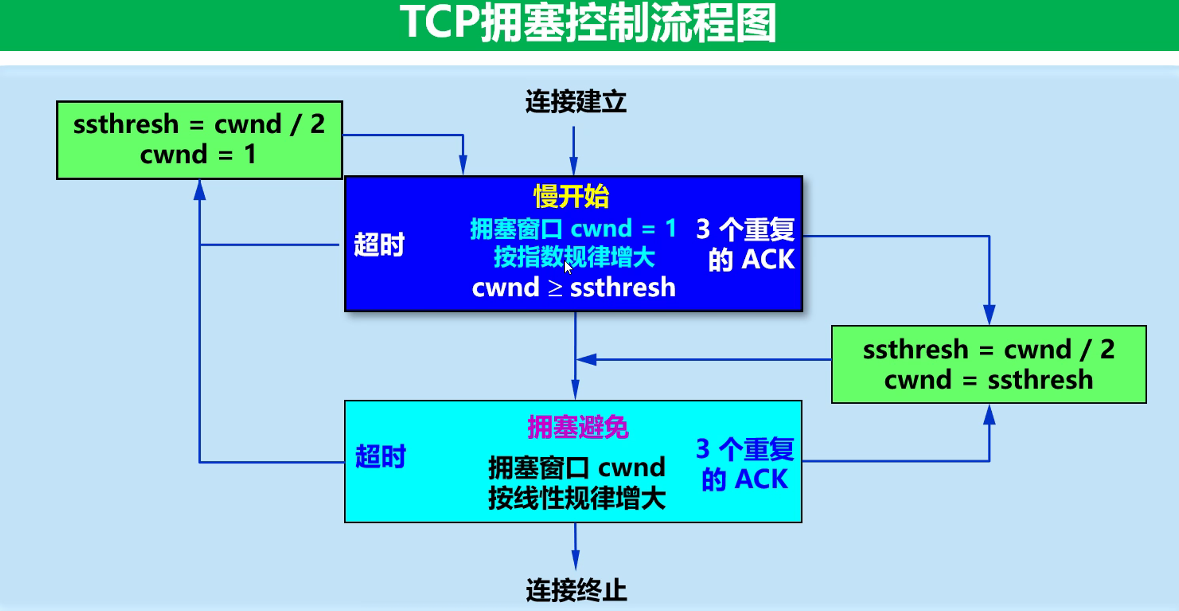 TCP拥塞控制流程图
连接建立
ssthresh = cwnd / 2
cwnd = 1
慢开始
超时
拥塞窗口 cwnd = 1
按指数规律增大
cwnd ≥ ssthresh
3 个重复
的 ACK
ssthresh = cwnd / 2
cwnd = ssthresh
拥塞避免
超时
拥塞窗口 cwnd
按线性规律增大
3 个重复
的 ACK
连接终止